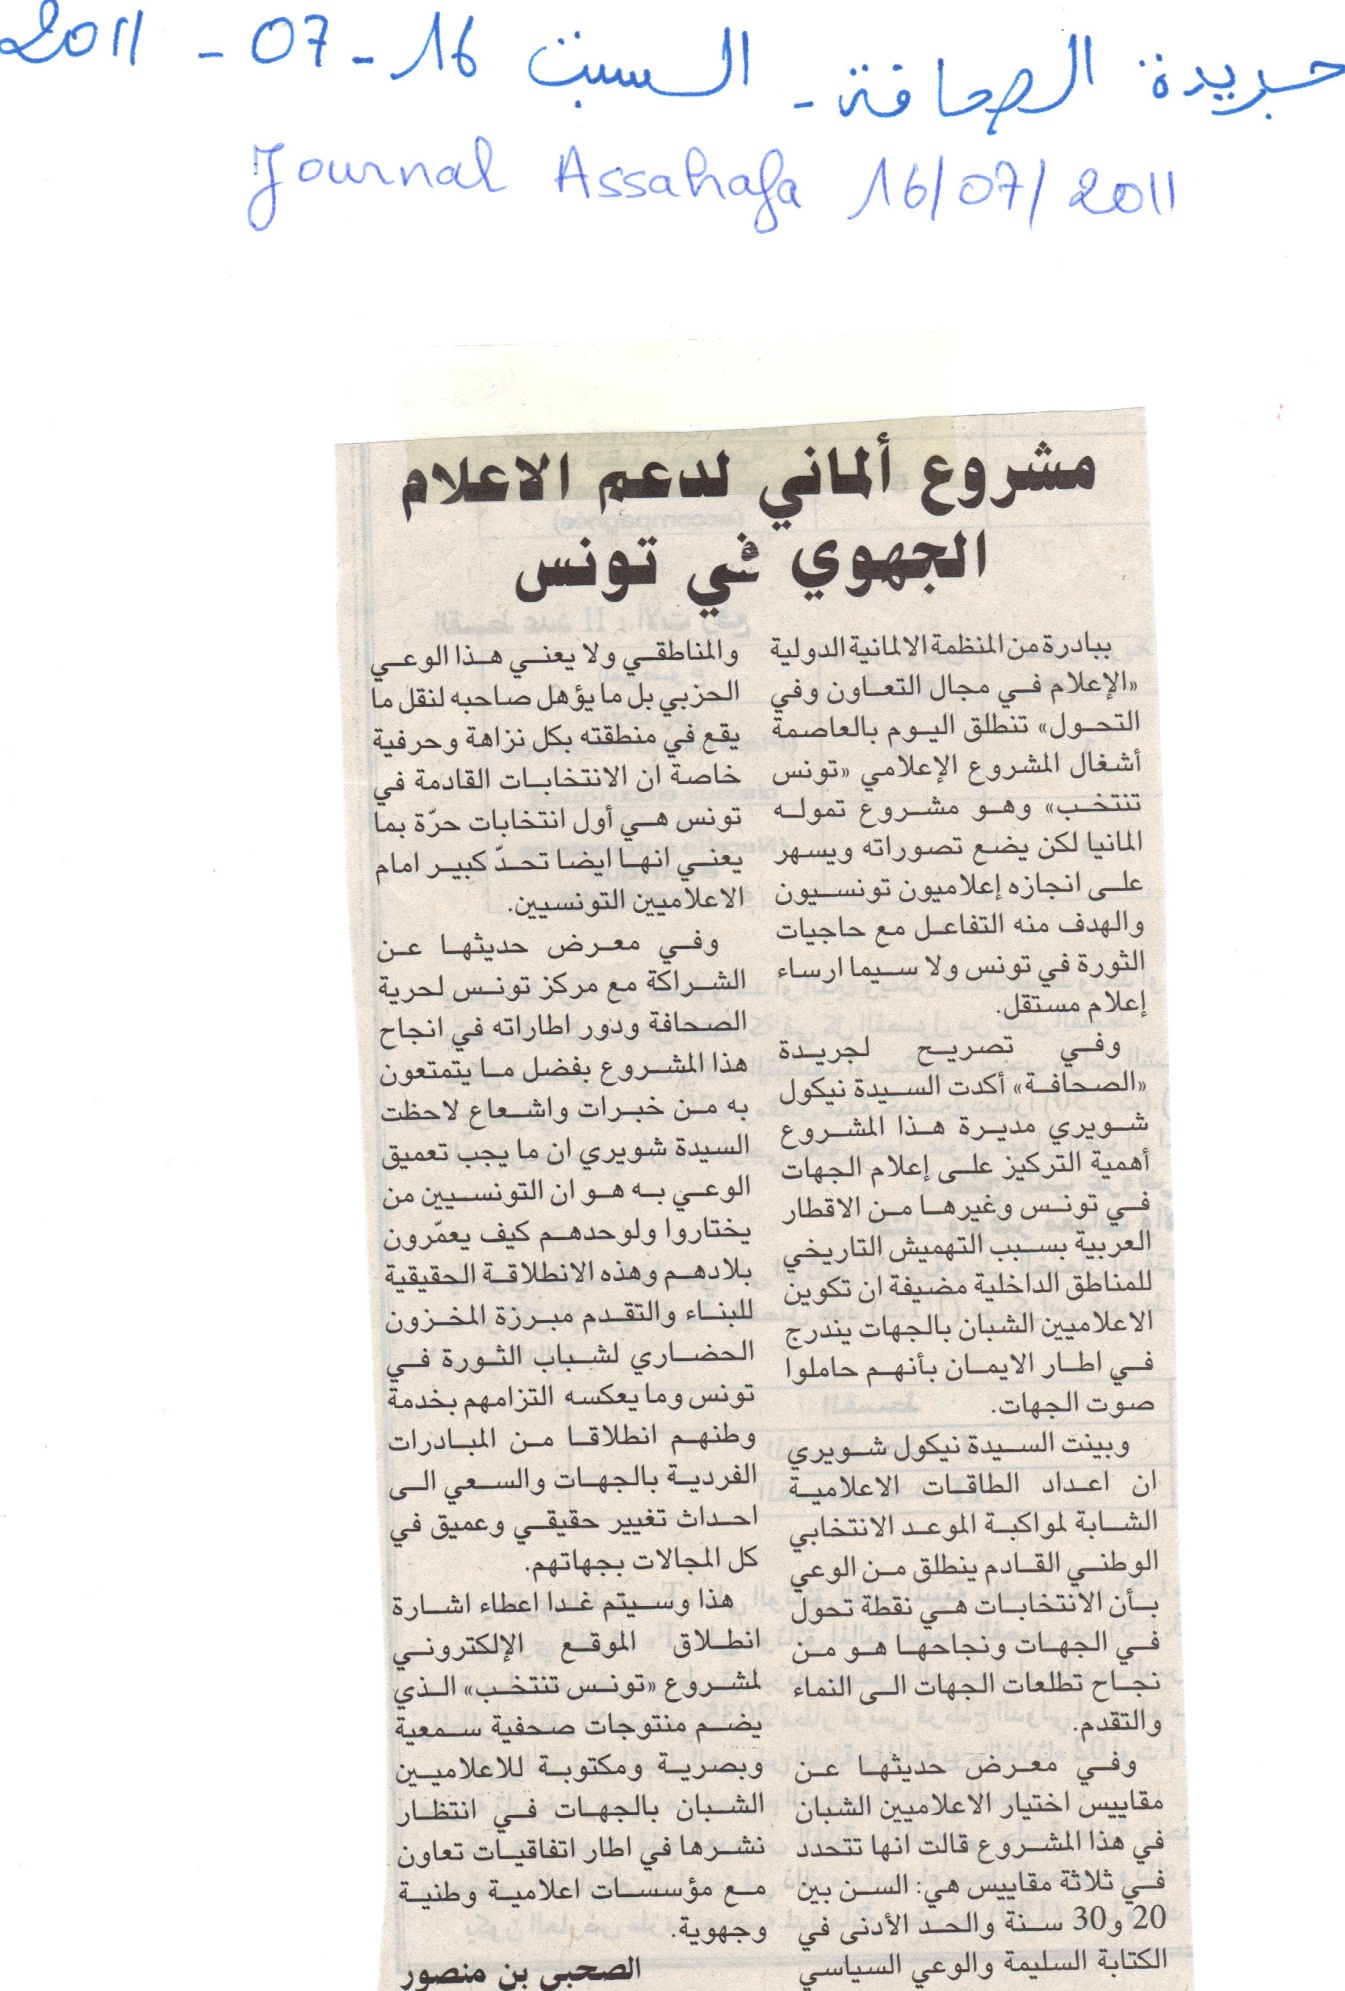 جريدة الصحافة - السبت 16 - 07 - 2011
Journal Assahafa 16/07/2011
مشروع ألماني لدعم الاعلام
الجهوي في تونس
ببادرة من المنظمة الالمانية الدولية
«الإعلام في مجال التعاون وفي
التحول» تنطلق اليوم بالعاصمة
أشغال المشروع الإعلامي «تونس
تنتخب» وهو مشروع تموله
المانيا لكن يضع تصوراته ويسهر
على انجازه إعلاميون تونسيون
والهدف منه التفاعل مع حاجيات
الثورة في تونس ولا سيما ارساء
إعلام مستقل.
وفي تصريح لجريدة
«الصحافة» أكدت السيدة نيكول
شويري مديرة هذا المشروع
أهمية التركيز على إعلام الجهات
في تونس وغيرها من الاقطار
العربية بسبب التهميش التاريخي
للمناطق الداخلية مضيفة ان تكوين
الاعلاميين الشبان بالجهات يندرج
في اطار الايمان بأنهم حاملوا
صوت الجهات.
وبينت السيدة نيكول شويري
ان اعداد الطاقات الاعلامية
الشابة لمواكبة الموعد الانتخابي
الوطني القادم ينطلق من الوعي
بأن الانتخابات هي نقطة تحول
في الجهات ونجاحها هو من
نجاح تطلعات الجهات الى النماء
والتقدم.
وفي معرض حديثها عن
مقاييس اختيار الاعلاميين الشبان
في هذا المشروع قالت انها تتحدد
في ثلاثة مقاييس هي: السن بين
20 و30 سنة والحد الأدنى في
الكتابة السليمة والوعي السياسي
والمناطقي ولا يعني هذا الوعي
الحزبي بل ما يؤهل صاحبه لنقل ما
يقع في منطقته بكل نزاهة وحرفية
خاصة ان الانتخابات القادمة في
تونس هي أول انتخابات حرّة بما
يعني انها ايضا تحدّ كبير امام
الاعلاميين التونسيين.
وفي معرض حديثها عن
الشراكة مع مركز تونس لحرية
الصحافة ودور اطاراته في انجاح
هذا المشروع بفضل ما يتمتعون
به من خبرات واشعاع لاحظت
السيدة شويري ان ما يجب تعميق
الوعي به هو ان التونسيين من
يختاروا ولوحدهم كيف يعمّرون
بلادهم وهذه الانطلاقة الحقيقية
للبناء والتقدم مبرزة المخزون
الحضاري لشباب الثورة في
تونس وما يعكسه التزامهم بخدمة
وطنهم انطلاقا من المبادرات
الفردية بالجهات والسعي الى
احداث تغيير حقيقي وعميق في
كل المجالات بجهاتهم.
هذا وسيتم غدا اعطاء اشارة
انطلاق الموقع الإلكتروني
لمشروع «تونس تنتخب» الذي
يضم منتوجات صحفية سمعية
وبصرية ومكتوبة للاعلاميين
الشبان بالجهات في انتظار
نشرها في اطار اتفاقيات تعاون
مع مؤسسات اعلامية وطنية
وجهوية.
الصحبي بن منصور